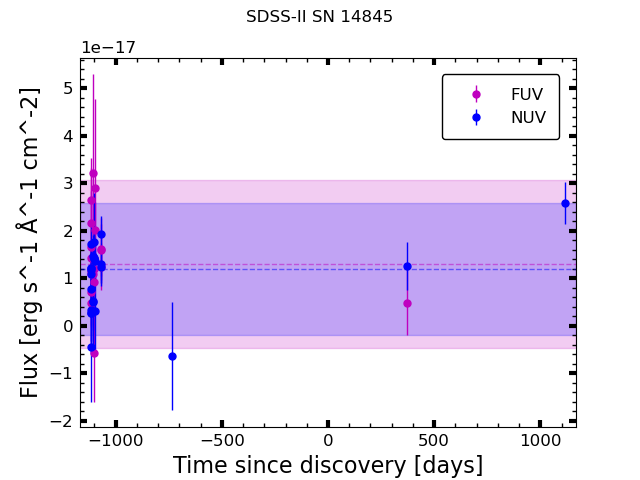 SDSS-II SN 14845
1e−17
Flux [erg s^-1 Å^-1 cm^-2]
5
4
3
2
1
0
−1
−2
FUV
NUV
−1000 −500 0 500 1000
Time since discovery [days]